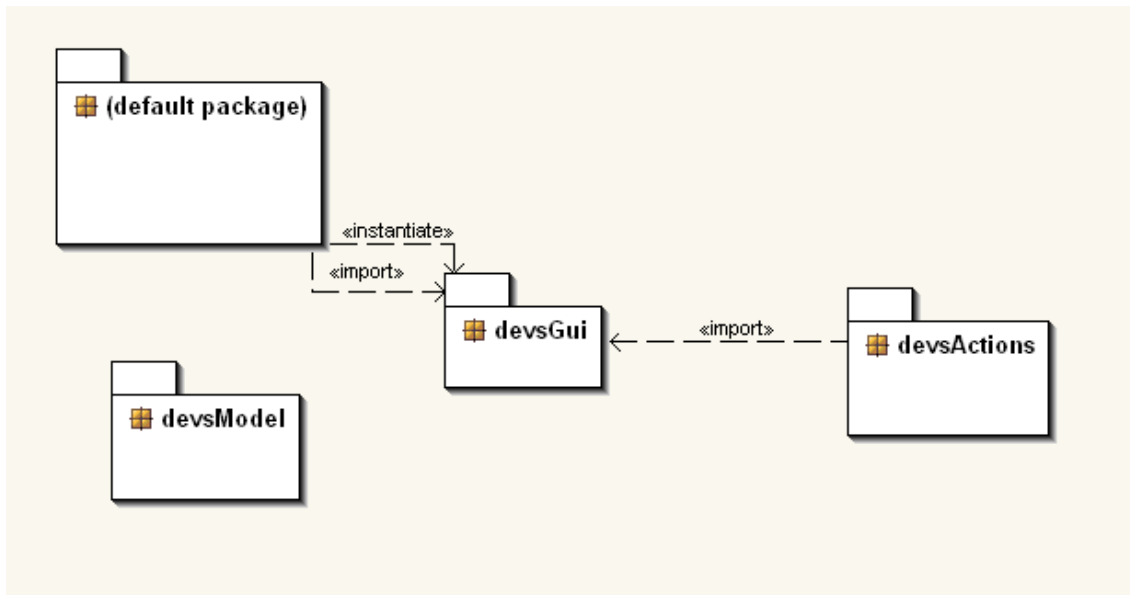 (default package)
«instantiate»
«import»
devsGui
«import»
devsActions
devsModel